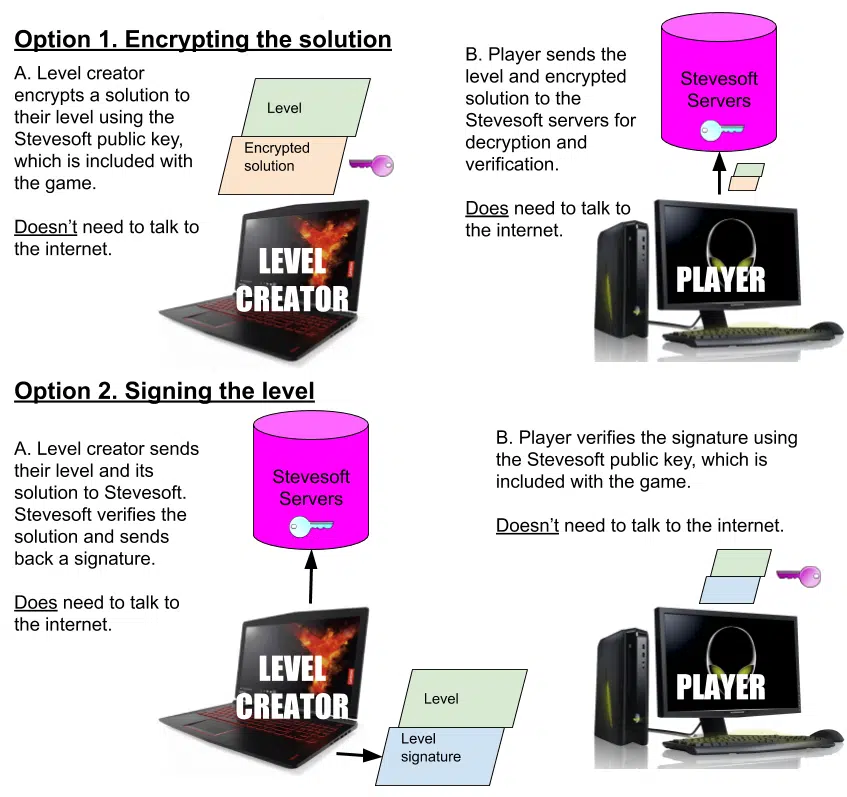 Option 1. Encrypting the solution
A. Level creator
encrypts a solution to
their level using the
Stevesoft public key,
which is included with
the game.
Doesn't need to talk to
the internet.
Level
Encrypted
solution
LEVEL
CREATOR
B. Player sends the
level and encrypted
solution to the
Stevesoft servers for
decryption and
verification.
Does need to talk to
the internet.
Stevesoft
Servers
PLAYER
Option 2. Signing the level
A. Level creator sends
their level and its
solution to Stevesoft.
Stevesoft verifies the
solution and sends
back a signature.
Does need to talk to
the internet.
Stevesoft
Servers
LEVEL
CREATOR
Level
Level
signature
B. Player verifies the signature using
the Stevesoft public key, which is
included with the game.
Doesn't need to talk to the internet.
PLAYER